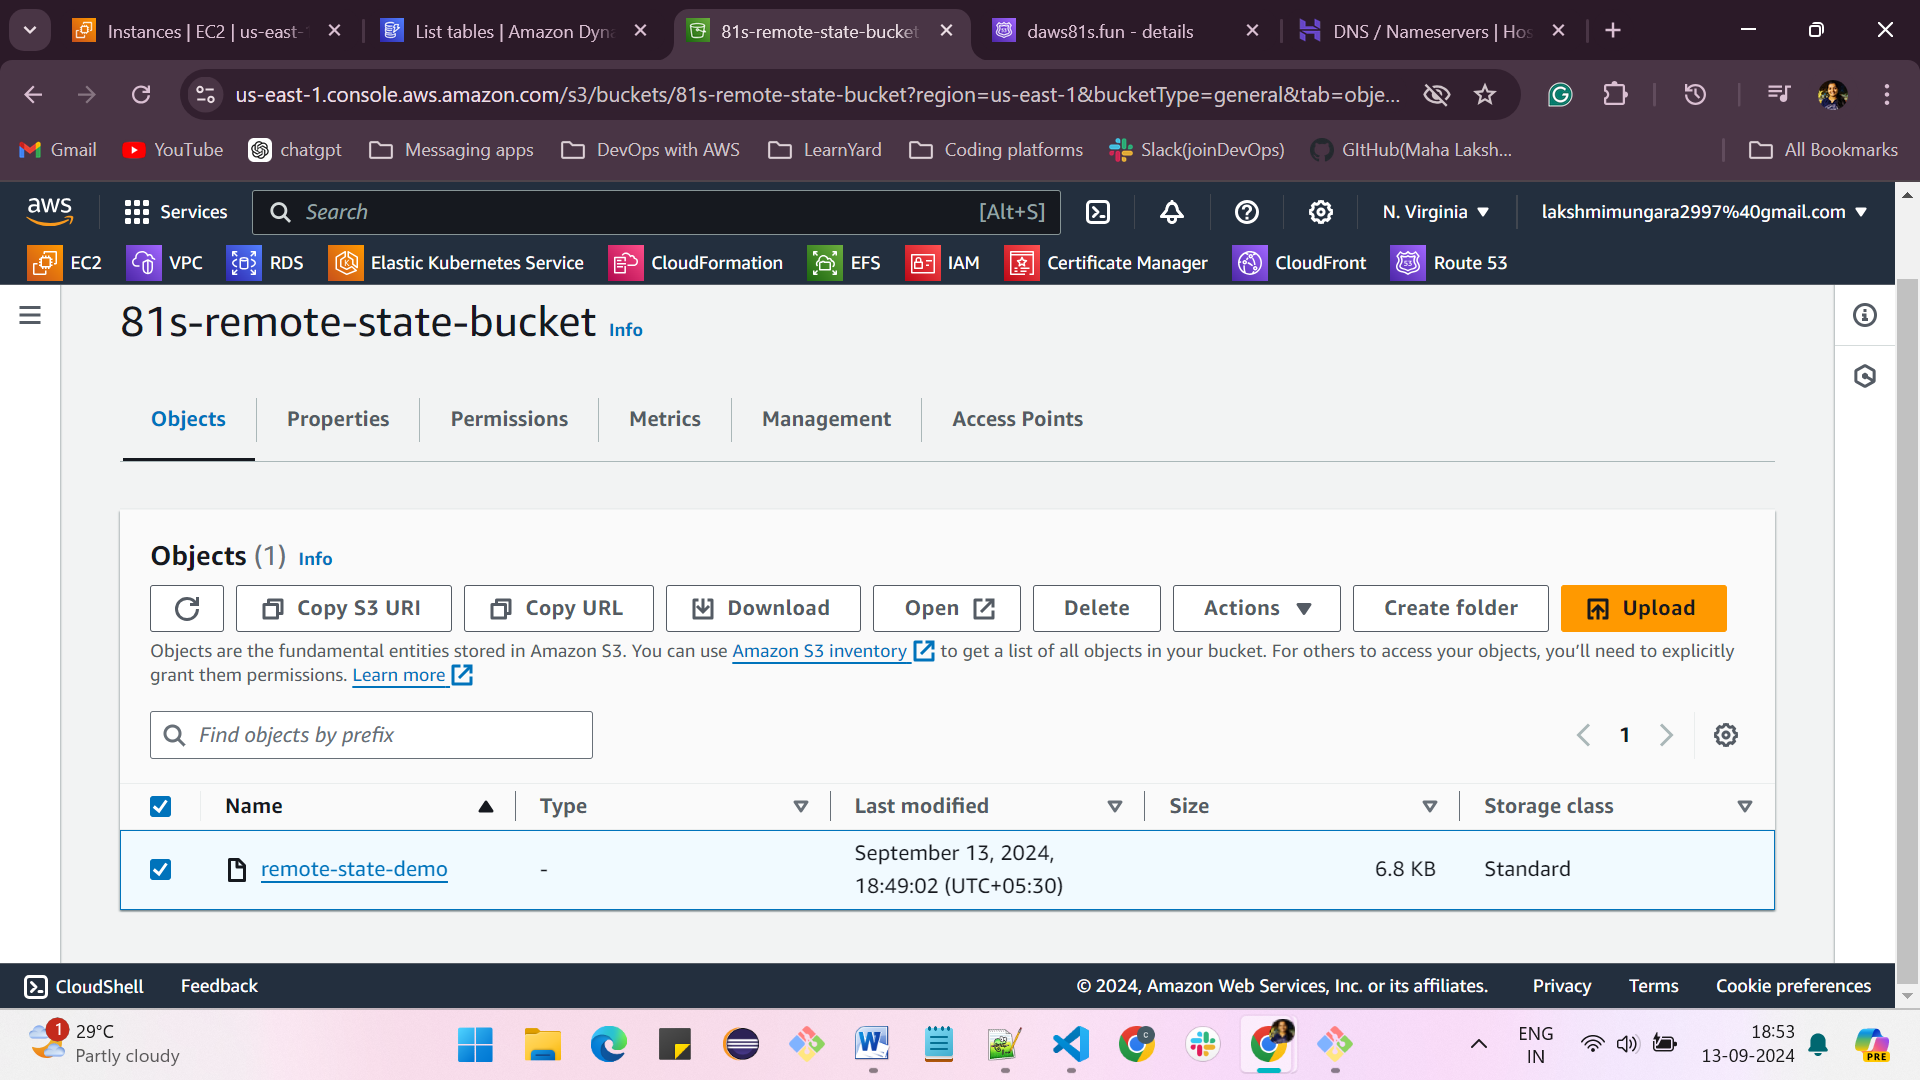 Instances | EC2 | us-east-1
List tables | Amazon Dyna
81s-remote-state-bucket
daws81s.fun - details
DNS / Nameservers | Hos
us-east-1.console.aws.amazon.com/s3/buckets/81s-remote-state-bucket?region=us-east-1&bucketType=general&tab=obje...
Gmail
YouTube
chatgpt
Messaging apps
DevOps with AWS
LearnYard
Coding platforms
Slack(joinDevOps)
GItHub(Maha Laksh...
All Bookmarks
aws
Services
Search
[Alt+S]
N. Virginia
lakshmimungara2997%40gmail.com
EC2
VPC
RDS
Elastic Kubernetes Service
CloudFormation
EFS
IAM
Certificate Manager
CloudFront
Route 53
81s-remote-state-bucket Info
Objects
Properties
Permissions
Metrics
Management
Access Points
Objects (1) Info
Copy S3 URI
Copy URL
Download
Open
Delete
Actions
Create folder
Upload
Objects are the fundamental entities stored in Amazon S3. You can use Amazon S3 inventory to get a list of all objects in your bucket. For others to access your objects, you’ll need to explicitly
grant them permissions. Learn more
Find objects by prefix
1
Name
Type
Last modified
Size
Storage class
remote-state-demo
-
September 13, 2024,
18:49:02 (UTC+05:30)
6.8 KB
Standard
CloudShell
Feedback
© 2024, Amazon Web Services, Inc. or its affiliates.
Privacy
Terms
Cookie preferences
1
29°C
Partly cloudy
ENG
IN
18:53
13-09-2024
PRE